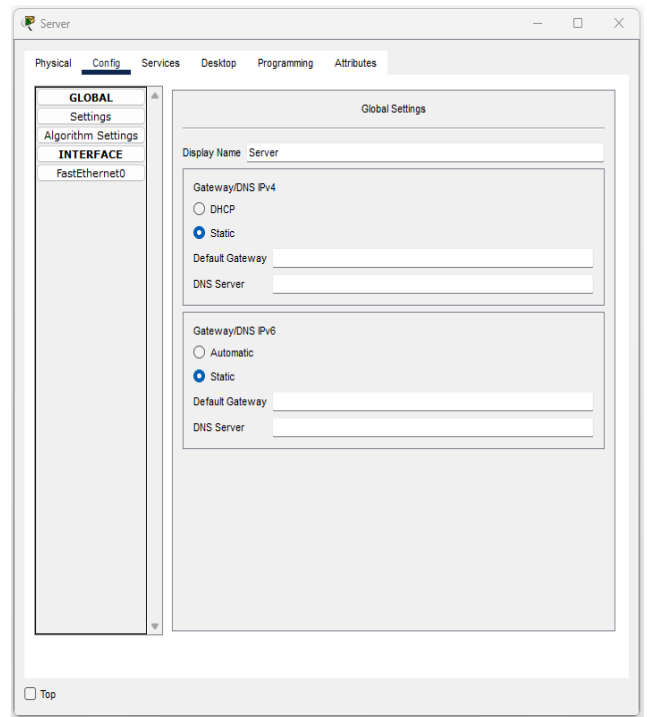 Server
Physical Config Services Desktop Programming Attributes
GLOBAL
Settings
Algorithm Settings
INTERFACE
FastEthernet0
Global Settings
Display Name Server
Gateway/DNS IPv4
DHCP
Static
Default Gateway
DNS Server
Gateway/DNS IPv6
Automatic
Static
Default Gateway
DNS Server
Top